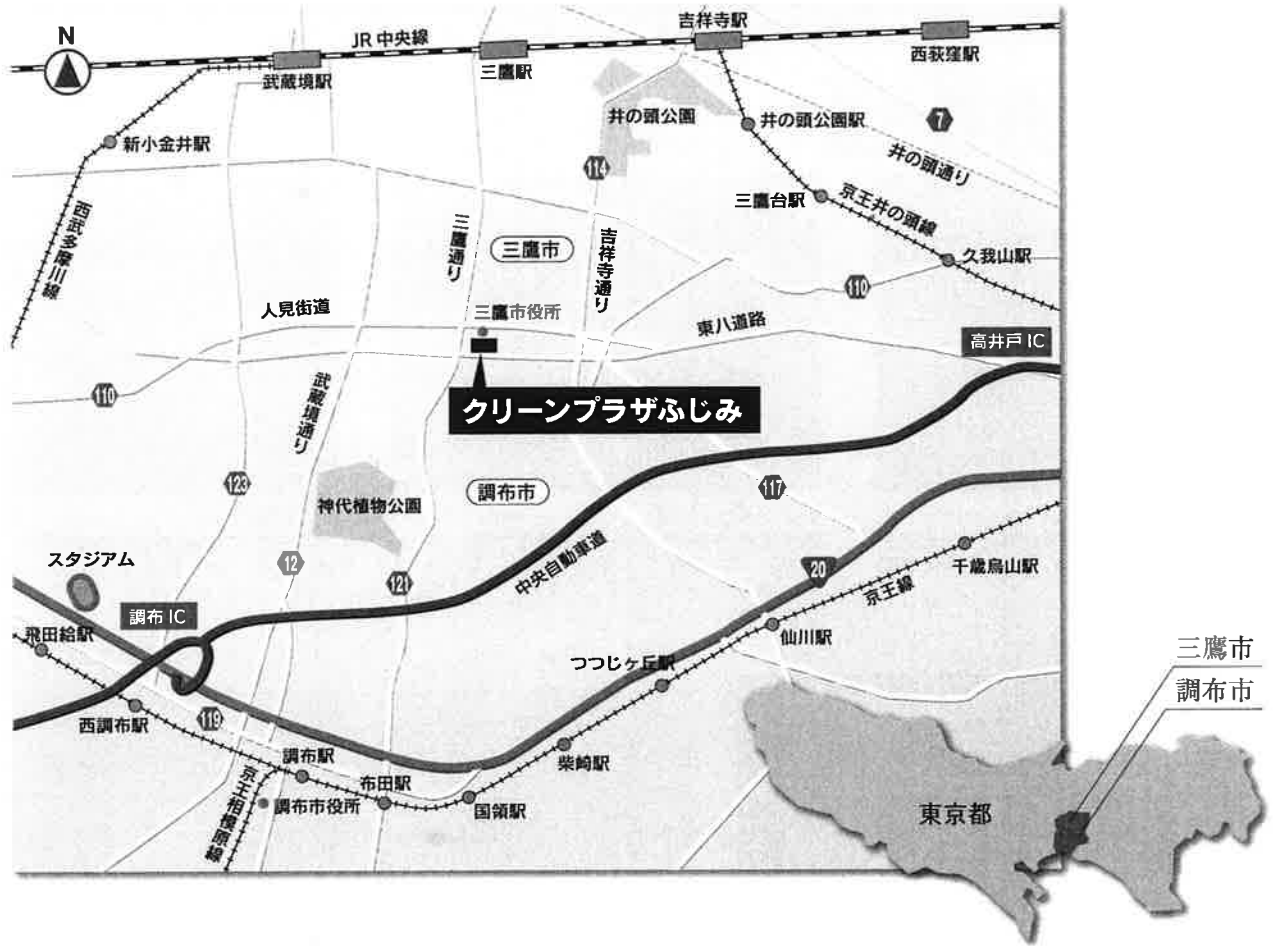 N
JR 中央線
吉祥寺駅
西荻窪駅
武蔵境駅
三鷹駅
井の頭公園
井の頭公園駅
7
新小金井駅
井の頭通り
114
三鷹台駅
京王井の頭線
西武多摩川線
三鷹通り
三鷹市
吉祥寺通り
久我山駅
110
人見街道
三鷹市役所
東八道路
高井戸 IC
110
武蔵境通り
クリーンプラザふじみ
123
調布市
117
神代植物公園
スタジアム
12
121
中央自動車道
20
千歳烏山駅
京王線
調布 IC
飛田給駅
仙川駅
つつじヶ丘駅
三鷹市
調布市
西調布駅
119
調布駅
柴崎駅
布田駅
京王相模原線
調布市役所
国領駅
東京都